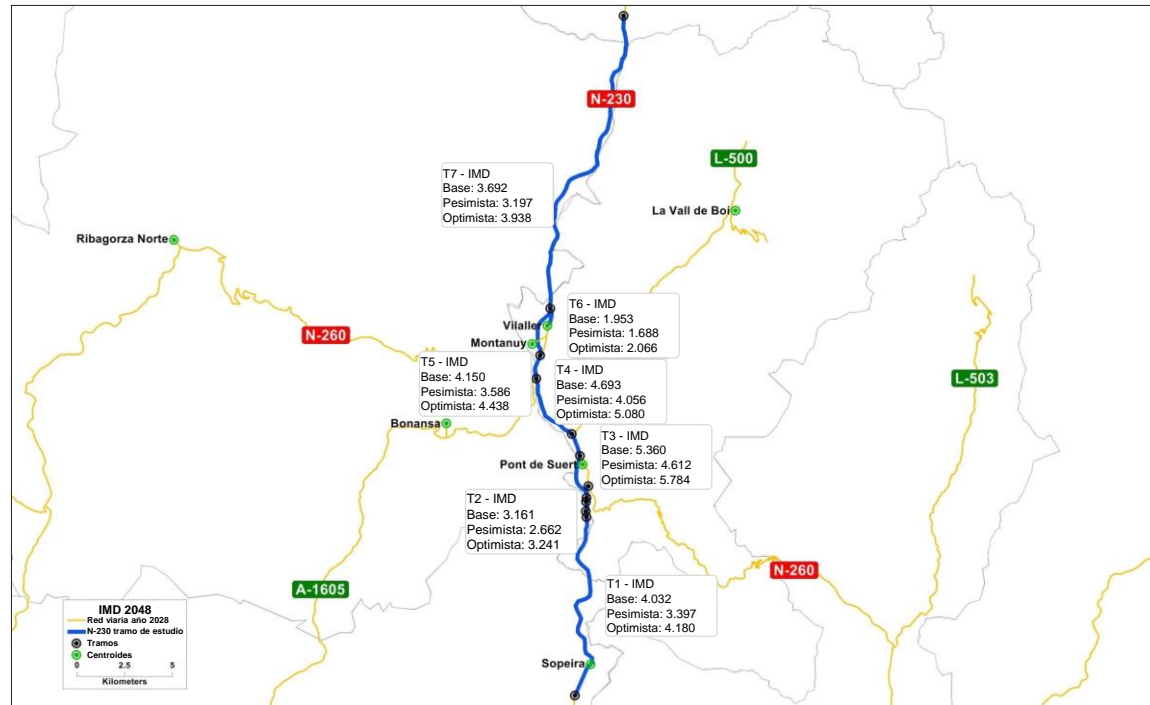 N-230
L-500
T7 - IMD
Base: 3.692
Pesimista: 3.197
Optimista: 3.938
La Vall de Boi
Ribagorza Norte
T6 - IMD
Base: 1.953
Pesimista: 1.688
Optimista: 2.066
Vilaller
N-260
Montanuy
T5 - IMD
Base: 4.150
Pesimista: 3.586
Optimista: 4.438
T4 - IMD
Base: 4.693
Pesimista: 4.056
Optimista: 5.080
L-503
Bonansa
T3 - IMD
Base: 5.360
Pesimista: 4.612
Optimista: 5.784
Pont de Suert
T2 - IMD
Base: 3.161
Pesimista: 2.662
Optimista: 3.241
N-260
A-1605
T1 - IMD
Base: 4.032
Pesimista: 3.397
Optimista: 4.180
IMD 2048
Red viaria año 2028
N-230 tramo de estudio
Tramos
Centroides
0 2.5 5
Kilometers
Sopeira